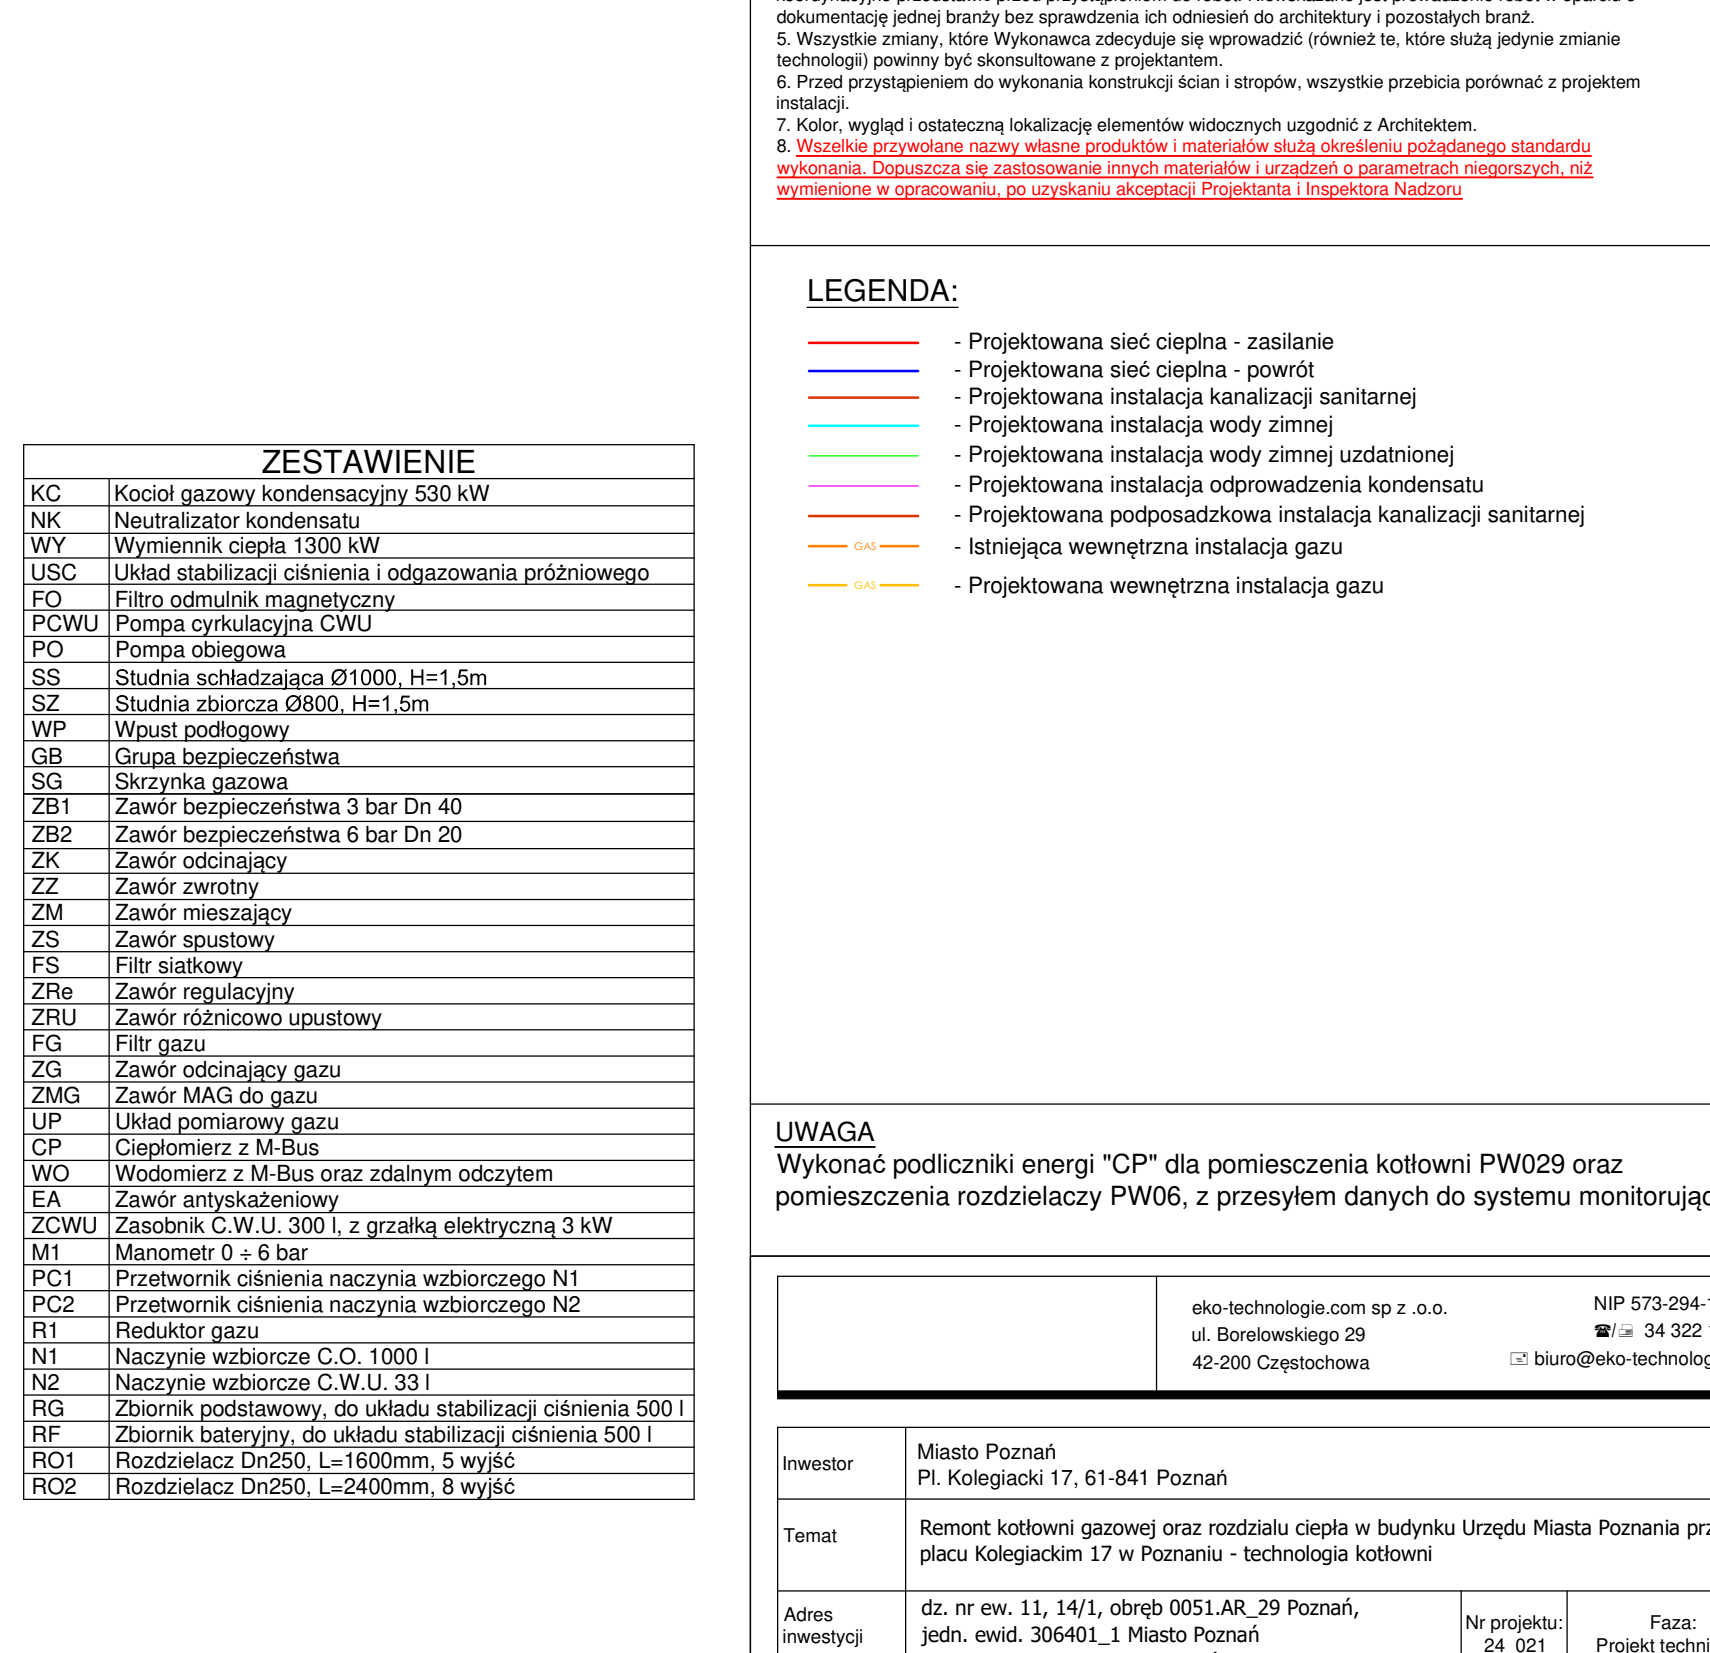 dokumentację jednej branży bez sprawdzenia ich odniesień do architektury i pozostałych branż.
5. Wszystkie zmiany, które Wykonawca zdecyduje się wprowadzić (również te, które służą jedynie zmianie
technologii) powinny być skonsultowane z projektantem.
6. Przed przystąpieniem do wykonania konstrukcji ścian i stropów, wszystkie przebicia porównać z projektem
instalacji.
7. Kolor, wygląd i ostateczną lokalizację elementów widocznych uzgodnić z Architektem.
8. Wszelkie przywołane nazwy własne produktów i materiałów służą określeniu pożądanego standardu
wykonania. Dopuszcza się zastosowanie innych materiałów i urządzeń o parametrach niegorszych, niż
wymienione w opracowaniu, po uzyskaniu akceptacji Projektanta i Inspektora Nadzoru
LEGENDA:
- Projektowana sieć cieplna - zasilanie
- Projektowana sieć cieplna - powrót
- Projektowana instalacja kanalizacji sanitarnej
- Projektowana instalacja wody zimnej
- Projektowana instalacja wody zimnej uzdatnionej
- Projektowana instalacja odprowadzenia kondensatu
- Projektowana podposadzkowa instalacja kanalizacji sanitarnej
GAS - Istniejąca wewnętrzna instalacja gazu
GAS - Projektowana wewnętrzna instalacja gazu
ZESTAWIENIE
KC Kocioł gazowy kondensacyjny 530 kW
NK Neutralizator kondensatu
WY Wymiennik ciepła 1300 kW
USC Układ stabilizacji ciśnienia i odgazowania próżniowego
FO Filtro odmulnik magnetyczny
PCWU Pompa cyrkulacyjna CWU
PO Pompa obiegowa
SS Studnia schładzająca Ø1000, H=1,5m
SZ Studnia zbiorcza Ø800, H=1,5m
WP Wpust podłogowy
GB Grupa bezpieczeństwa
SG Skrzynka gazowa
ZB1 Zawór bezpieczeństwa 3 bar Dn 40
ZB2 Zawór bezpieczeństwa 6 bar Dn 20
ZK Zawór odcinający
ZZ Zawór zwrotny
ZM Zawór mieszający
ZS Zawór spustowy
FS Filtr siatkowy
ZRe Zawór regulacyjny
ZRU Zawór różnicowo upustowy
FG Filtr gazu
ZG Zawór odcinający gazu
ZMG Zawór MAG do gazu
UP Układ pomiarowy gazu
CP Ciepłomierz z M-Bus
WO Wodomierz z M-Bus oraz zdalnym odczytem
EA Zawór antyskażeniowy
ZCWU Zasobnik C.W.U. 300 l, z grzałką elektryczną 3 kW
M1 Manometr 0 ÷ 6 bar
PC1 Przetwornik ciśnienia naczynia wzbiorczego N1
PC2 Przetwornik ciśnienia naczynia wzbiorczego N2
R1 Reduktor gazu
N1 Naczynie wzbiorcze C.O. 1000 l
N2 Naczynie wzbiorcze C.W.U. 33 l
RG Zbiornik podstawowy, do układu stabilizacji ciśnienia 500 l
RF Zbiornik bateryjny, do układu stabilizacji ciśnienia 500 l
RO1 Rozdzielacz Dn250, L=1600mm, 5 wyjść
RO2 Rozdzielacz Dn250, L=2400mm, 8 wyjść
UWAGA
Wykonać podliczniki energi "CP" dla pomiesczenia kotłowni PW029 oraz
pomieszczenia rozdzielaczy PW06, z przesyłem danych do systemu monitorując
eko-technologie.com sp z .o.o.
ul. Borelowskiego 29
42-200 Częstochowa
NIP 573-294-
☎/ 34 322
biuro@eko-technolog
Inwestor
Miasto Poznań
Pl. Kolegiacki 17, 61-841 Poznań
Temat
Remont kotłowni gazowej oraz rozdzialu ciepła w budynku Urzędu Miasta Poznania prz
placu Kolegiackim 17 w Poznaniu - technologia kotłowni
Adres
inwestycji
dz. nr ew. 11, 14/1, obręb 0051.AR_29 Poznań,
jedn. ewid. 306401_1 Miasto Poznań
Nr projektu:
24_021
Faza:
Projekt techni